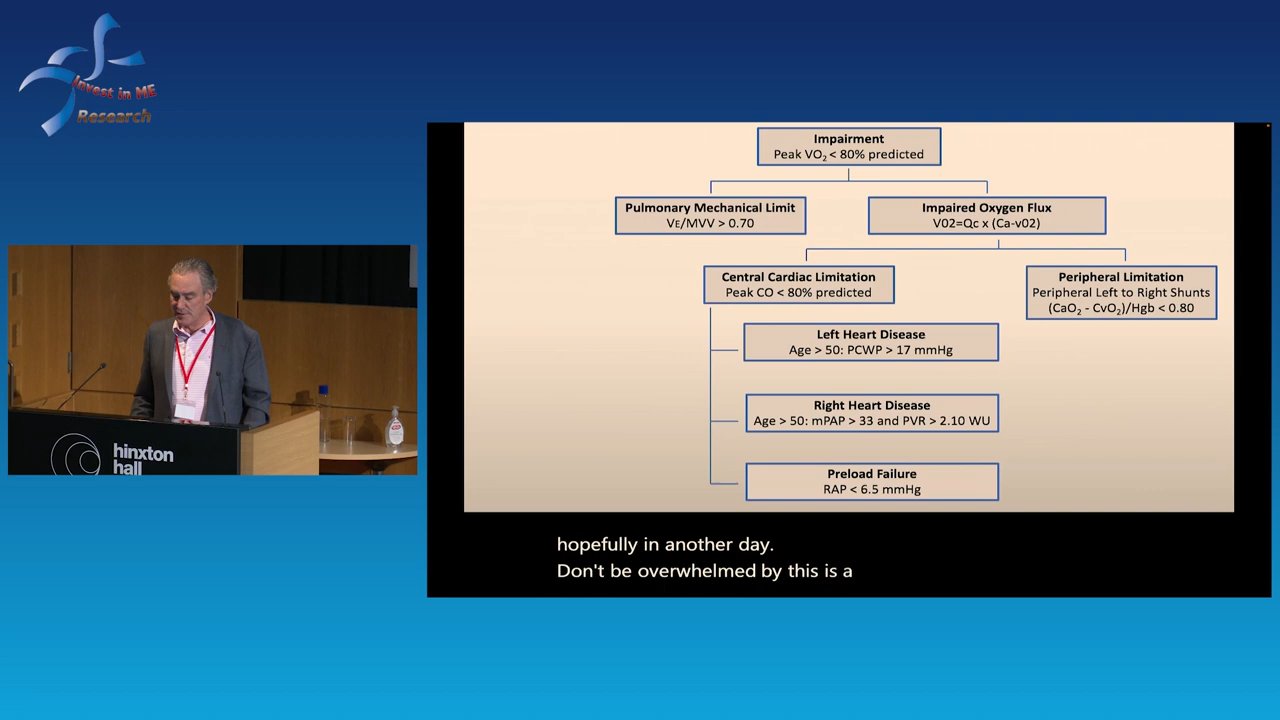 Invest in ME
Research
Impairment
Peak VO₂ < 80% predicted
Pulmonary Mechanical Limit
VE/MVV > 0.70
Impaired Oxygen Flux
V02=Qc x (Ca-v02)
Central Cardiac Limitation
Peak CO < 80% predicted
Peripheral Limitation
Peripheral Left to Right Shunts
(CaO₂ - CvO₂)/Hgb < 0.80
Left Heart Disease
Age > 50: PCWP > 17 mmHg
Right Heart Disease
Age > 50: mPAP > 33 and PVR > 2.10 WU
Preload Failure
RAP < 6.5 mmHg
hinxton
hall
hopefully in another day.
Don't be overwhelmed by this is a